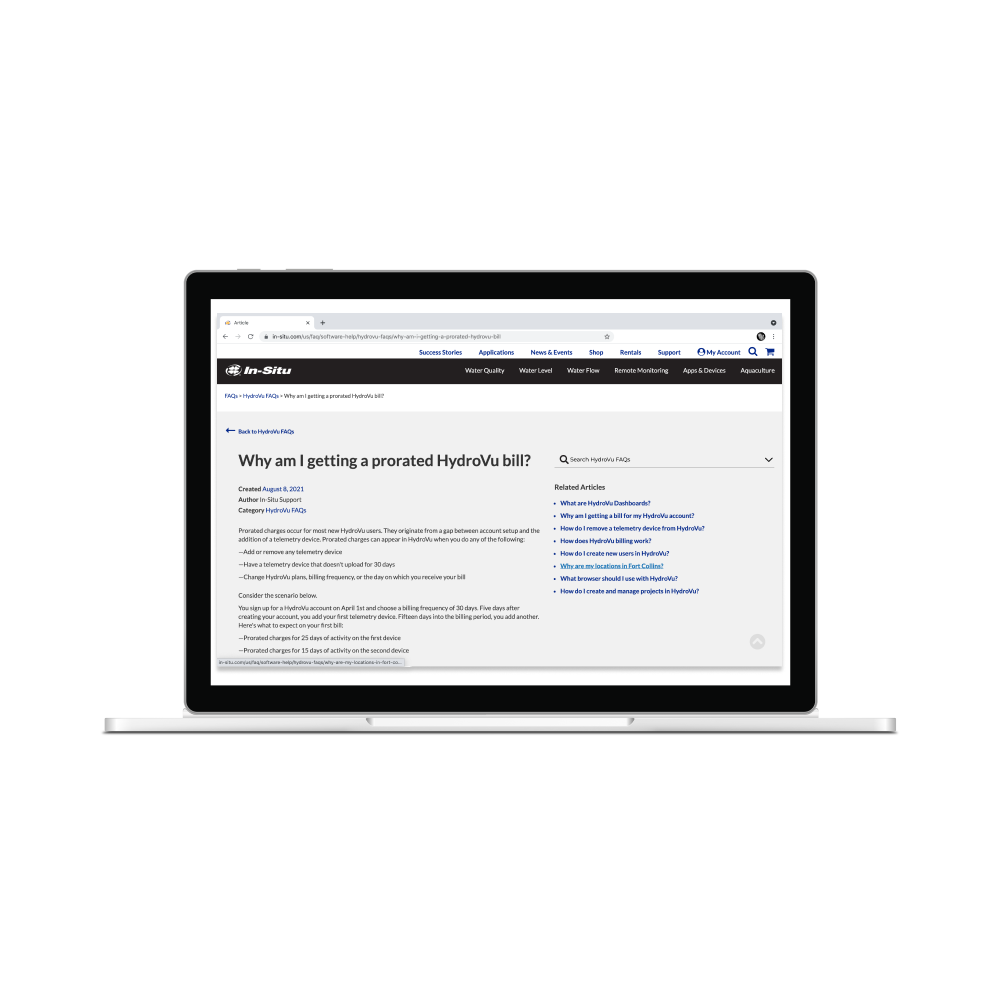 Article
in-situ.com/us/faq/software-help/hydrovu-faqs/why-am-i-getting-a-prorated-hydrovu-bill
Success Stories Applications News & Events Shop Rentals Support My Account
In-Situ Water Quality Water Level Water Flow Remote Monitoring Apps & Devices Aquaculture
FAQs > HydroVu FAQs > Why am I getting a prorated HydroVu bill?
Back to HydroVu FAQs
Why am I getting a prorated HydroVu bill?
Created August 8, 2021
Author In-Situ Support
Category HydroVu FAQs
Prorated charges occur for most new HydroVu users. They originate from a gap between account setup and the
addition of a telemetry device. Prorated charges can appear in HydroVu when you do any of the following:
—Add or remove any telemetry device
—Have a telemetry device that doesn't upload for 30 days
—Change HydroVu plans, billing frequency, or the day on which you receive your bill
Consider the scenario below.
You sign up for a HydroVu account on April 1st and choose a billing frequency of 30 days. Five days after
creating your account, you add your first telemetry device. Fifteen days into the billing period, you add another.
Here's what to expect on your first bill:
—Prorated charges for 25 days of activity on the first device
—Prorated charges for 15 days of activity on the second device
Search HydroVu FAQs
Related Articles
• What are HydroVu Dashboards?
• Why am I getting a bill for my HydroVu account?
• How do I remove a telemetry device from HydroVu?
• How does HydroVu billing work?
• How do I create new users in HydroVu?
• Why are my locations in Fort Collins?
• What browser should I use with HydroVu?
• How do I create and manage projects in HydroVu?
in-situ.com/us/faq/software-help/hydrovu-faqs/why-are-my-locations-in-fort-co...